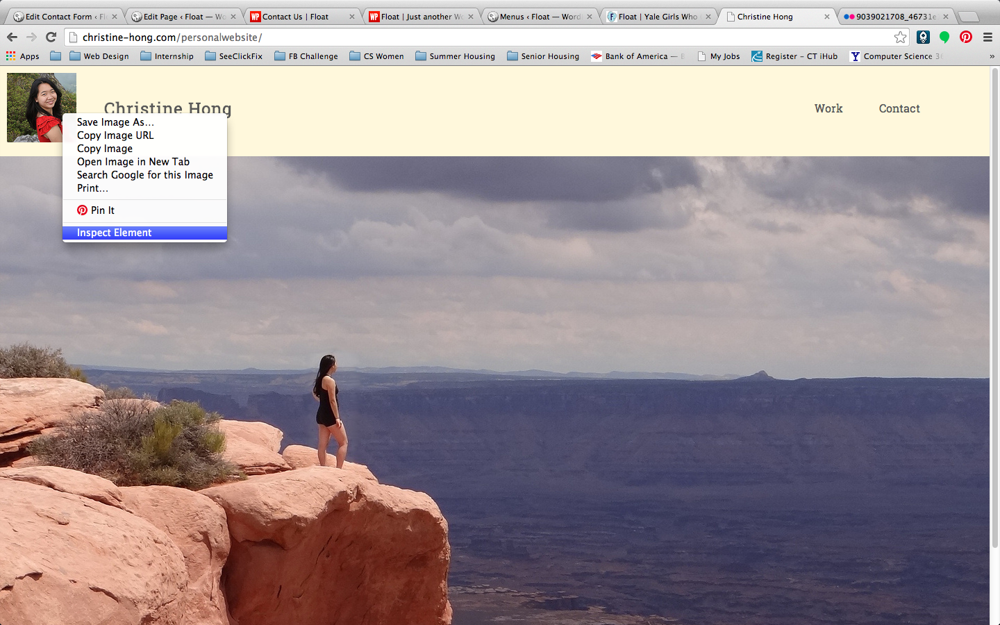 Edit Contact Form ‹ Fl
Edit Page ‹ Float — Wo
Contact Us | Float
Float | Just another Wo
Menus ‹ Float — Word
Float | Yale Girls Who
Christine Hong
9039021708_46731e
christine-hong.com/personalwebsite/
Apps
Web Design
Internship
SeeClickFix
FB Challenge
CS Women
Summer Housing
Senior Housing
Bank of America —
My Jobs
Register – CT iHub
Computer Science 36
»
Christine Hong
Work
Contact
Save Image As...
Copy Image URL
Copy Image
Open Image in New Tab
Search Google for this Image
Print...
Pin It
Inspect Element